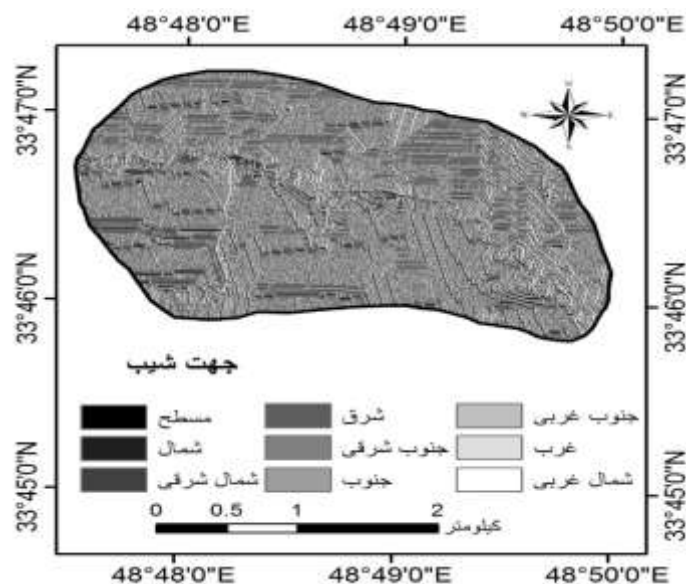 48°48'0"E 48°49'0"E 48°50'0"E
33°47'0"N 33°47'0"N
33°46'0"N 33°46'0"N
جهت شیب
مسطح شرق جنوب غربی
شمال جنوب شرقی غرب
شمال شرقی جنوب شمال غربی
33°45'0"N 33°45'0"N
0 0.5 1 2
کیلومتر
48°48'0"E 48°49'0"E 48°50'0"E